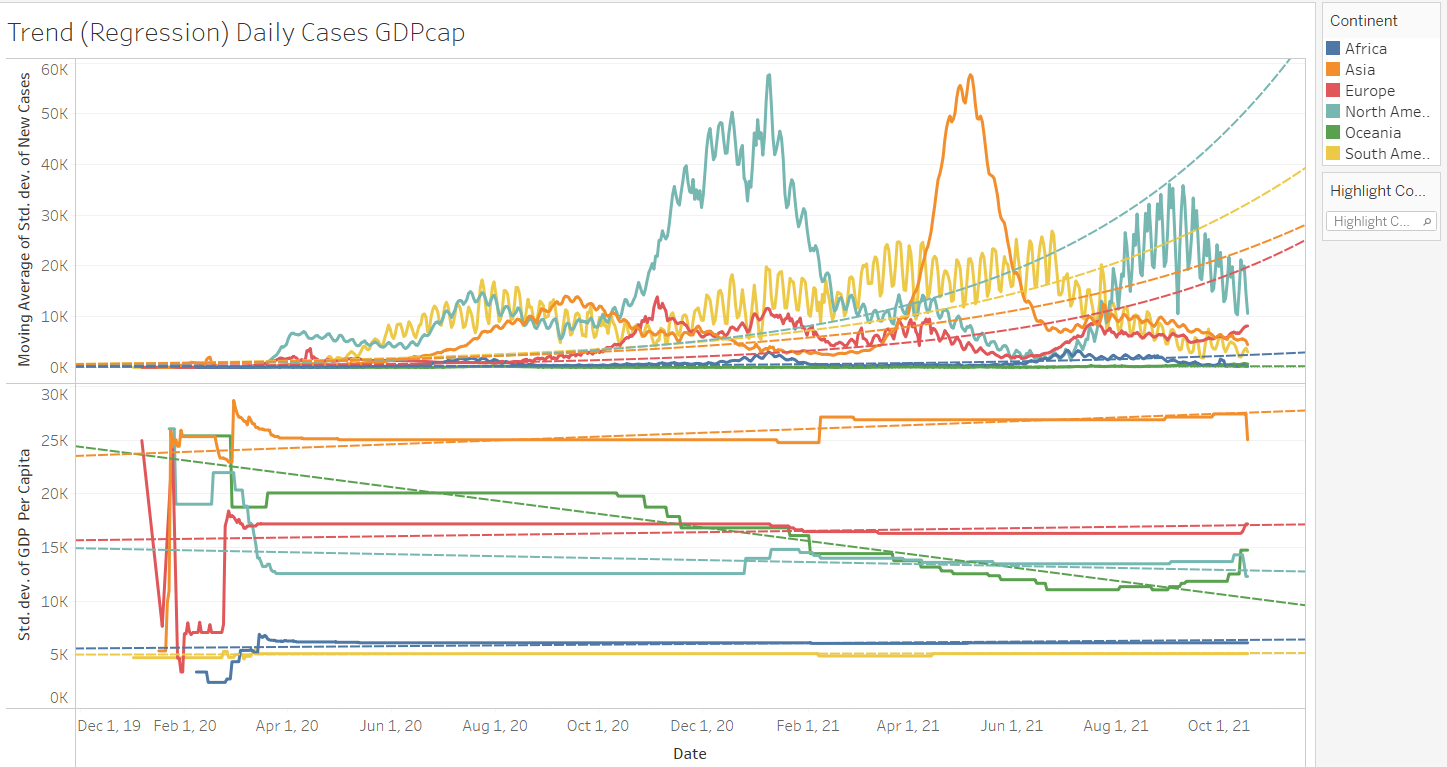 Trend (Regression) Daily Cases GDPcap
Moving Average of Std. dev. of New Cases
60K
50K
40K
30K
20K
10K
0K
Std. dev. of GDP Per Capita
30K
25K
20K
15K
10K
5K
0K
Dec 1, 19 Feb 1, 20 Apr 1, 20 Jun 1, 20 Aug 1, 20 Oct 1, 20 Dec 1, 20 Feb 1, 21 Apr 1, 21 Jun 1, 21 Aug 1, 21 Oct 1, 21
Date
Continent
Africa
Asia
Europe
North Ame..
Oceania
South Ame..
Highlight Co...
Highlight C...